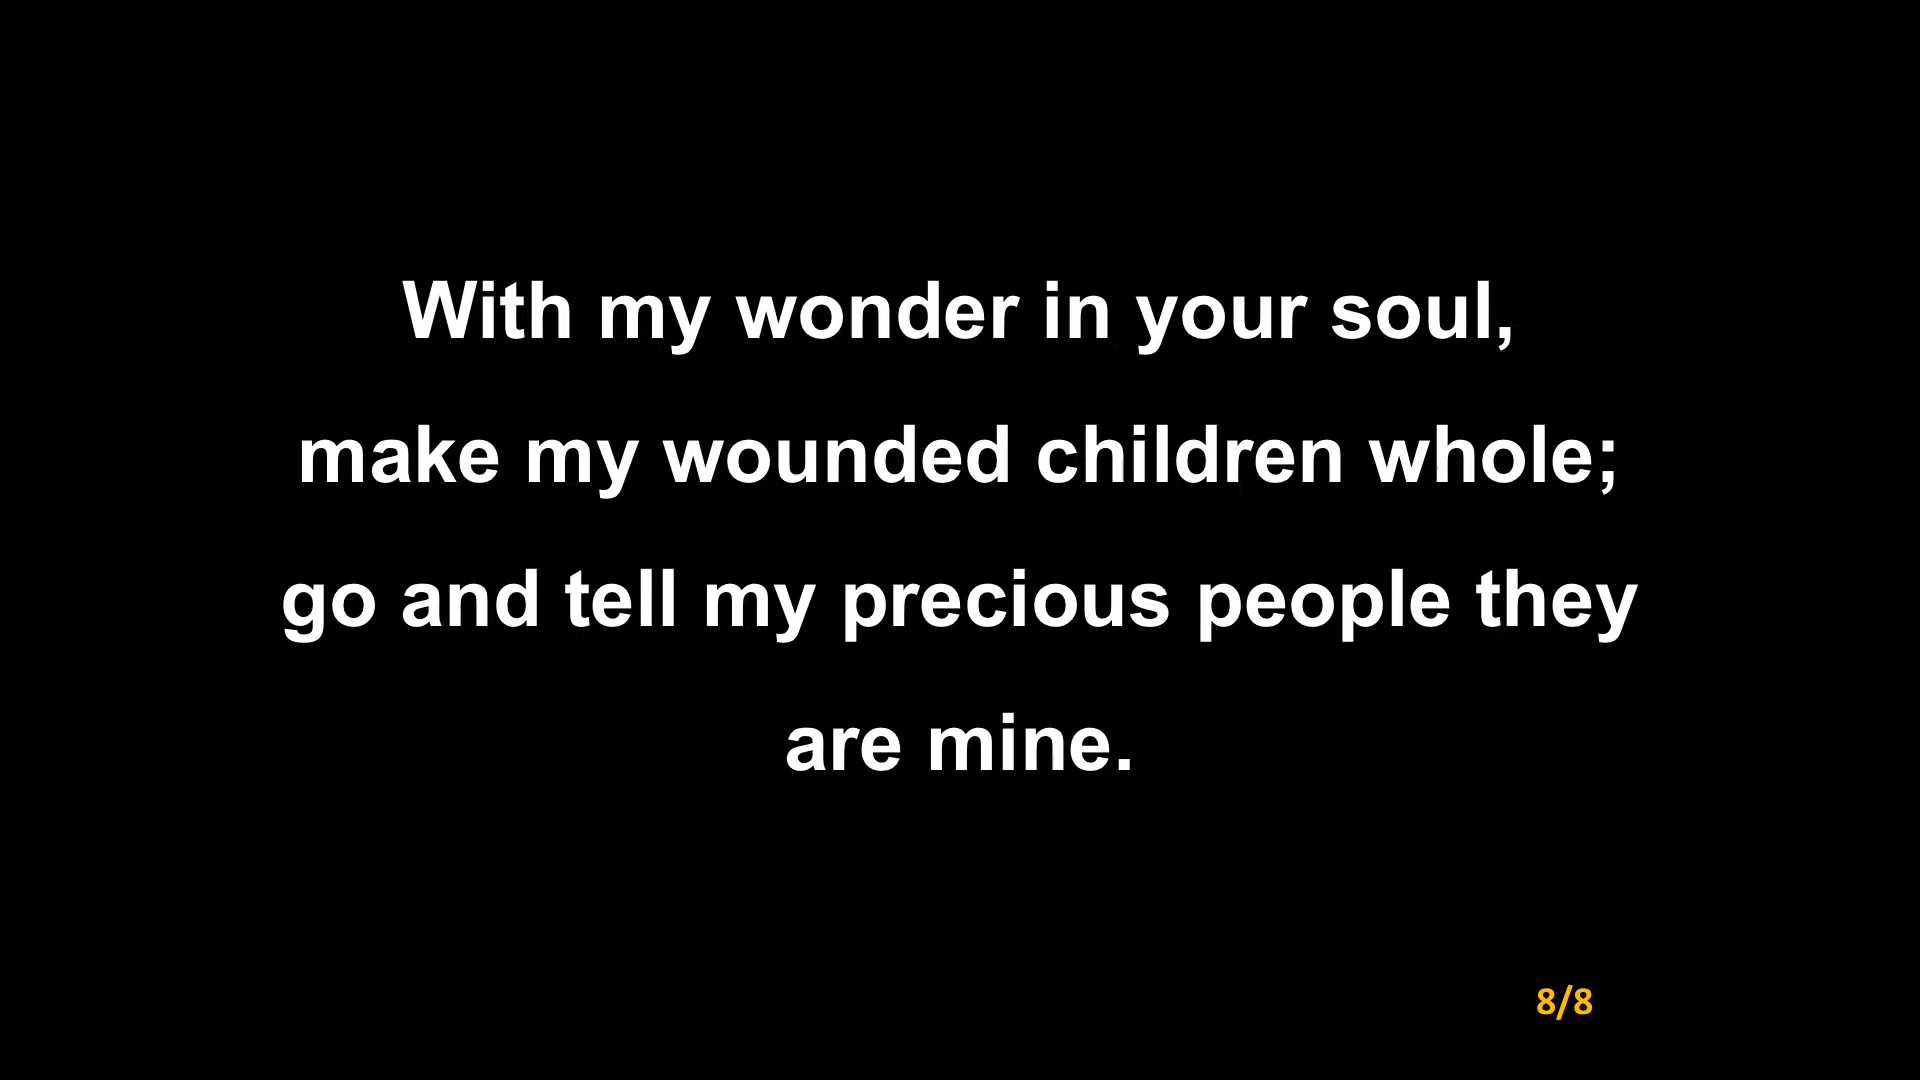 With my wonder in your soul,
make my wounded children whole;
go and tell my precious people they
are mine.
8/8